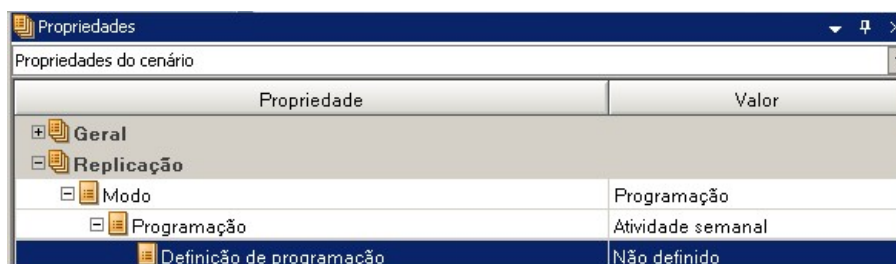 Propriedades
Propriedades do cenário
Propriedade Valor
Geral
Replicação
Modo Programação
Programação Atividade semanal
Definição de programação Não definido